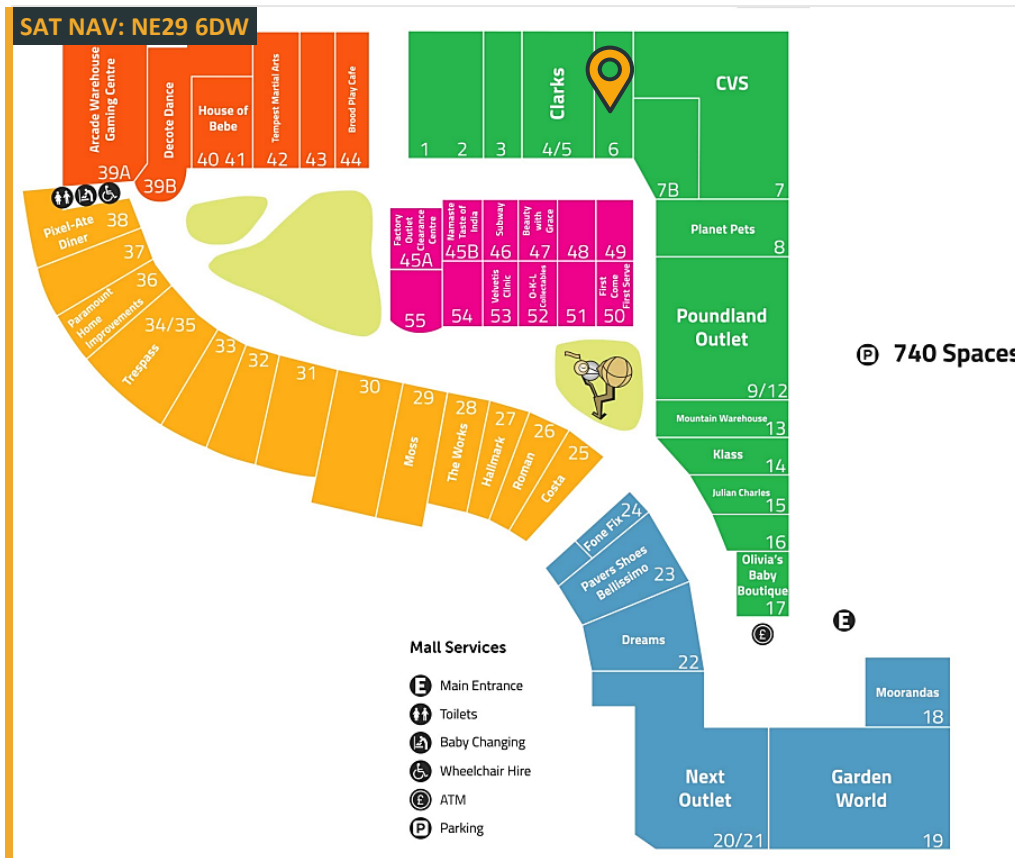 SAT NAV: NE29 6DW
Arcade Warehouse
Gaming Centre
39A
Decote Dance
39B
House of
Bebe
40 41
Tempest Martial Arts
42
43
Brood Play Cafe
44
1
2
3
Clarks
4/5
6
CVS
7B
7
Planet Pets
8
Poundland
Outlet
9/12
Mountain Warehouse
13
Klass
14
Julian Charles
15
16
Olivia's
Baby
Boutique
17
P 740 Spaces
Factory
Outlet
Clearance
Centre
45A
Namaste
Taste of
India
45B
Subway
46
Beauty
with
Grace
47
48
49
55
54
Velvetis
Clinic
53
O-K-L
Collectables
52
51
First
Come
First Serve
50
Pixel-Ate
Diner
38
37
36
Paramount
Home
Improvements
34/35
Trespass
33
32
31
30
29
Moss
28
The Works
27
Hallmark
26
Roman
25
Costa
Fone Fix
24
Pavers Shoes
Bellissimo
23
Dreams
22
£
E
Moorandas
18
Next
Outlet
20/21
Garden
World
19
Mall Services
E Main Entrance
Toilets
Baby Changing
Wheelchair Hire
£ ATM
P Parking